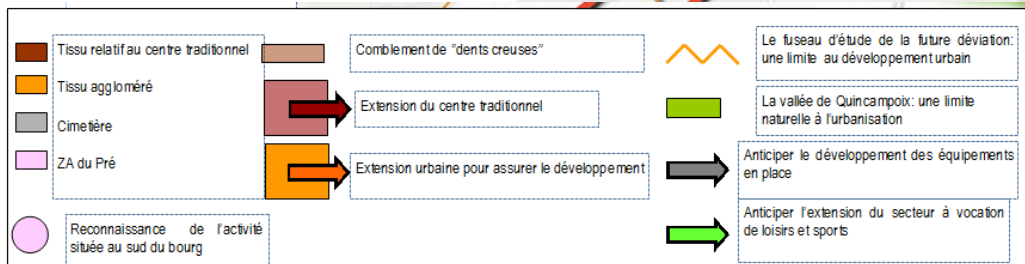 Tissu relatif au centre traditionnel
Tissu aggloméré
Cimetière
ZA du Pré
Reconnaissance de l'activité
située au sud du bourg
Comblement de "dents creuses"
Extension du centre traditionnel
Extension urbaine pour assurer le développement
Le fuseau d'étude de la future déviation:
une limite au développement urbain
La vallée de Quincampoix: une limite
naturelle à l'urbanisation
Anticiper le développement des équipements
en place
Anticiper l'extension du secteur à vocation
de loisirs et sports